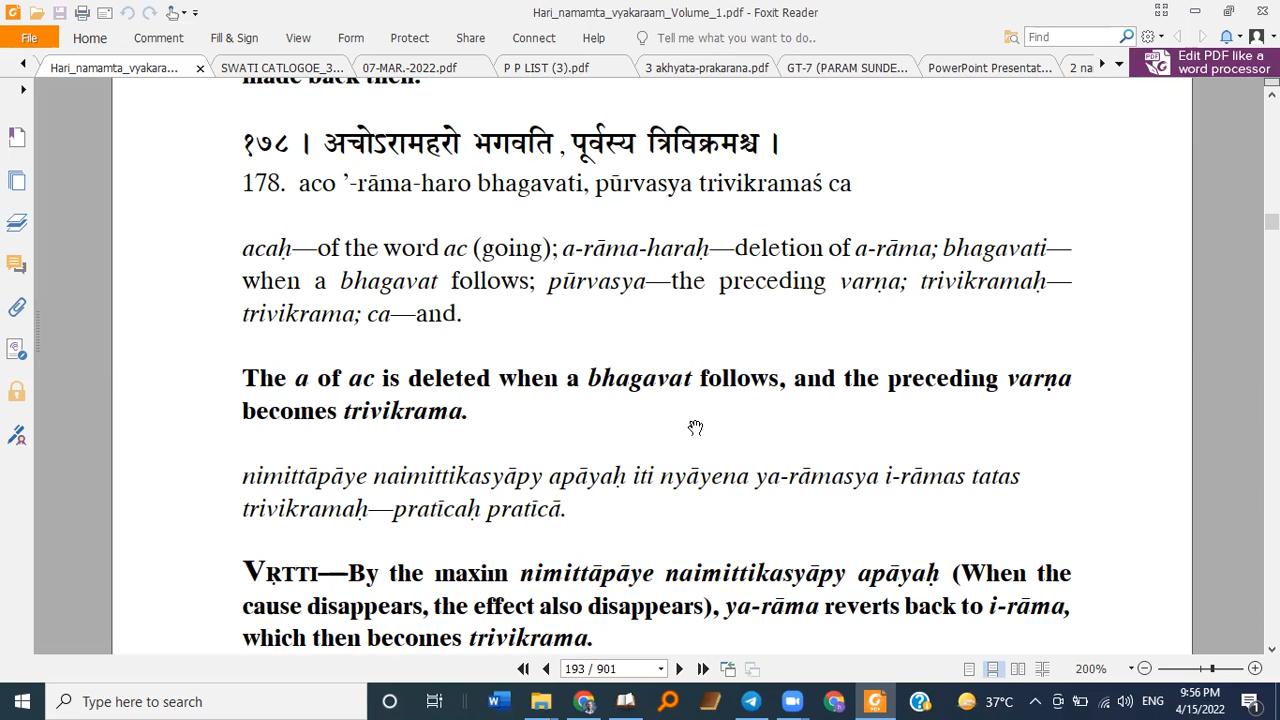 Hari_namamta_vyakaraam_Volume_1.pdf - Foxit Reader
File Home Comment Fill & Sign View Form Protect Share Connect Help Tell me what you want to do.. Find
Hari_namamta_vyakara... SWATI CATLOGOE_3... 07-MAR.-2022.pdf P P LIST (3).pdf 3 akhyata-prakarana.pdf GT-7 (PARAM SUNDE... PowerPoint Presentat... 2 na Edit PDF like a word processor
made back then.
१७८ । अचोऽरामहरो भगवति , पूर्वस्य त्रिविक्रमश्च ।
178. aco ’-rāma-haro bhagavati, pūrvasya trivikramaś ca
acaḥ—of the word ac (going); a-rāma-haraḥ—deletion of a-rāma; bhagavati—
when a bhagavat follows; pūrvasya—the preceding varṇa; trivikramaḥ—
trivikrama; ca—and.
The a of ac is deleted when a bhagavat follows, and the preceding varṇa
becomes trivikrama.
nimittāpāye naimittikasyāpy apāyaḥ iti nyāyena ya-rāmasya i-rāmas tatas
trivikramaḥ—pratīcaḥ pratīcā.
VṚTTI—By the maxim nimittāpāye naimittikasyāpy apāyaḥ (When the
cause disappears, the effect also disappears), ya-rāma reverts back to i-rāma,
which then becomes trivikrama.
193 / 901 200%
Type here to search 37°C ENG 9:56 PM 4/15/2022